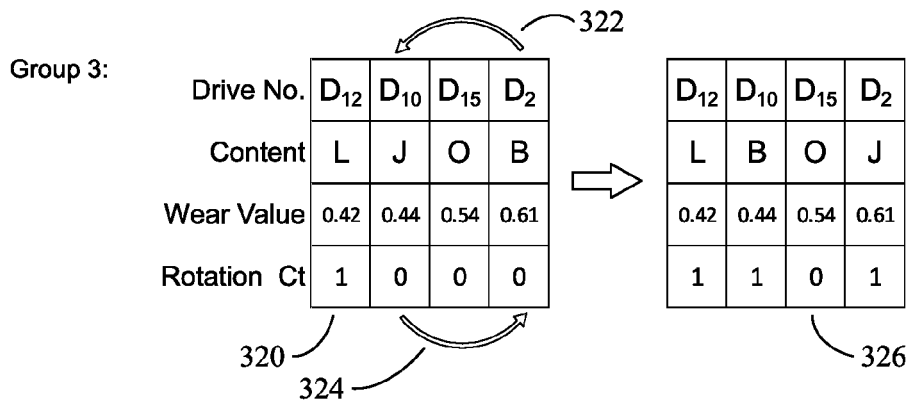 322
Group 3:
Drive No. D₁₂ D₁₀ D₁₅ D₂ D₁₂ D₁₀ D₁₅ D₂
Content L J O B L B O J
Wear Value 0.42 0.44 0.54 0.61 0.42 0.44 0.54 0.61
Rotation Ct 1 0 0 0 1 1 0 1
320 326
324